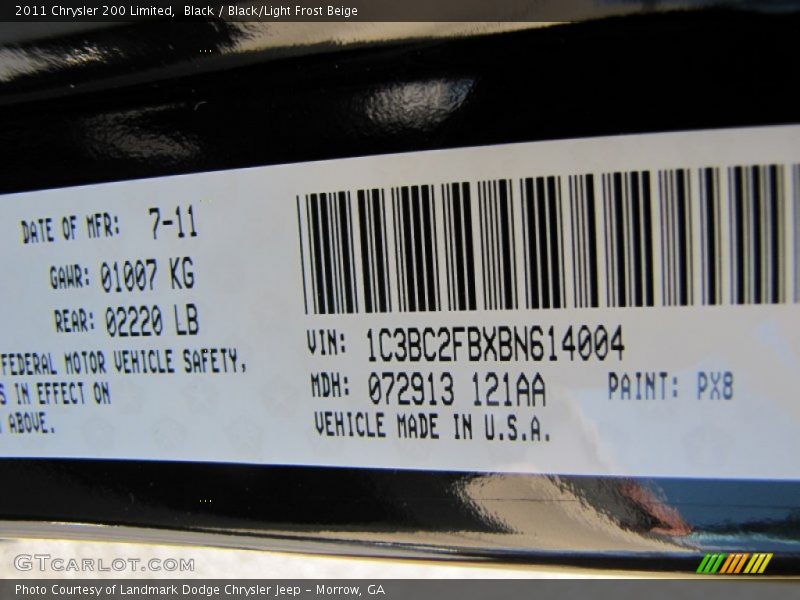 2011 Chrysler 200 Limited, Black / Black/Light Frost Beige
DATE OF MFR: 7-11
GAWR: 01007 KG
REAR: 02220 LB
FEDERAL MOTOR VEHICLE SAFETY,
S IN EFFECT ON
ABOVE.
VIN: 1C3BC2FBXBN614004
MDH: 072913 121AA PAINT: PX8
VEHICLE MADE IN U.S.A.
GTCARLOT.COM
Photo Courtesy of Landmark Dodge Chrysler Jeep – Morrow, GA